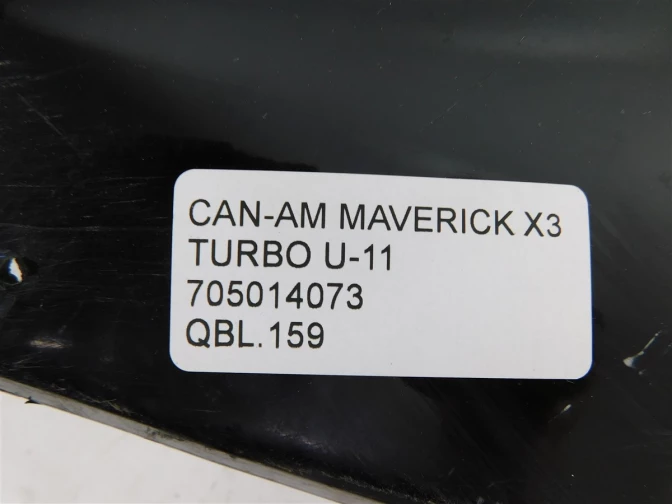 CAN-AM MAVERICK X3
TURBO U-11
705014073
QBL.159